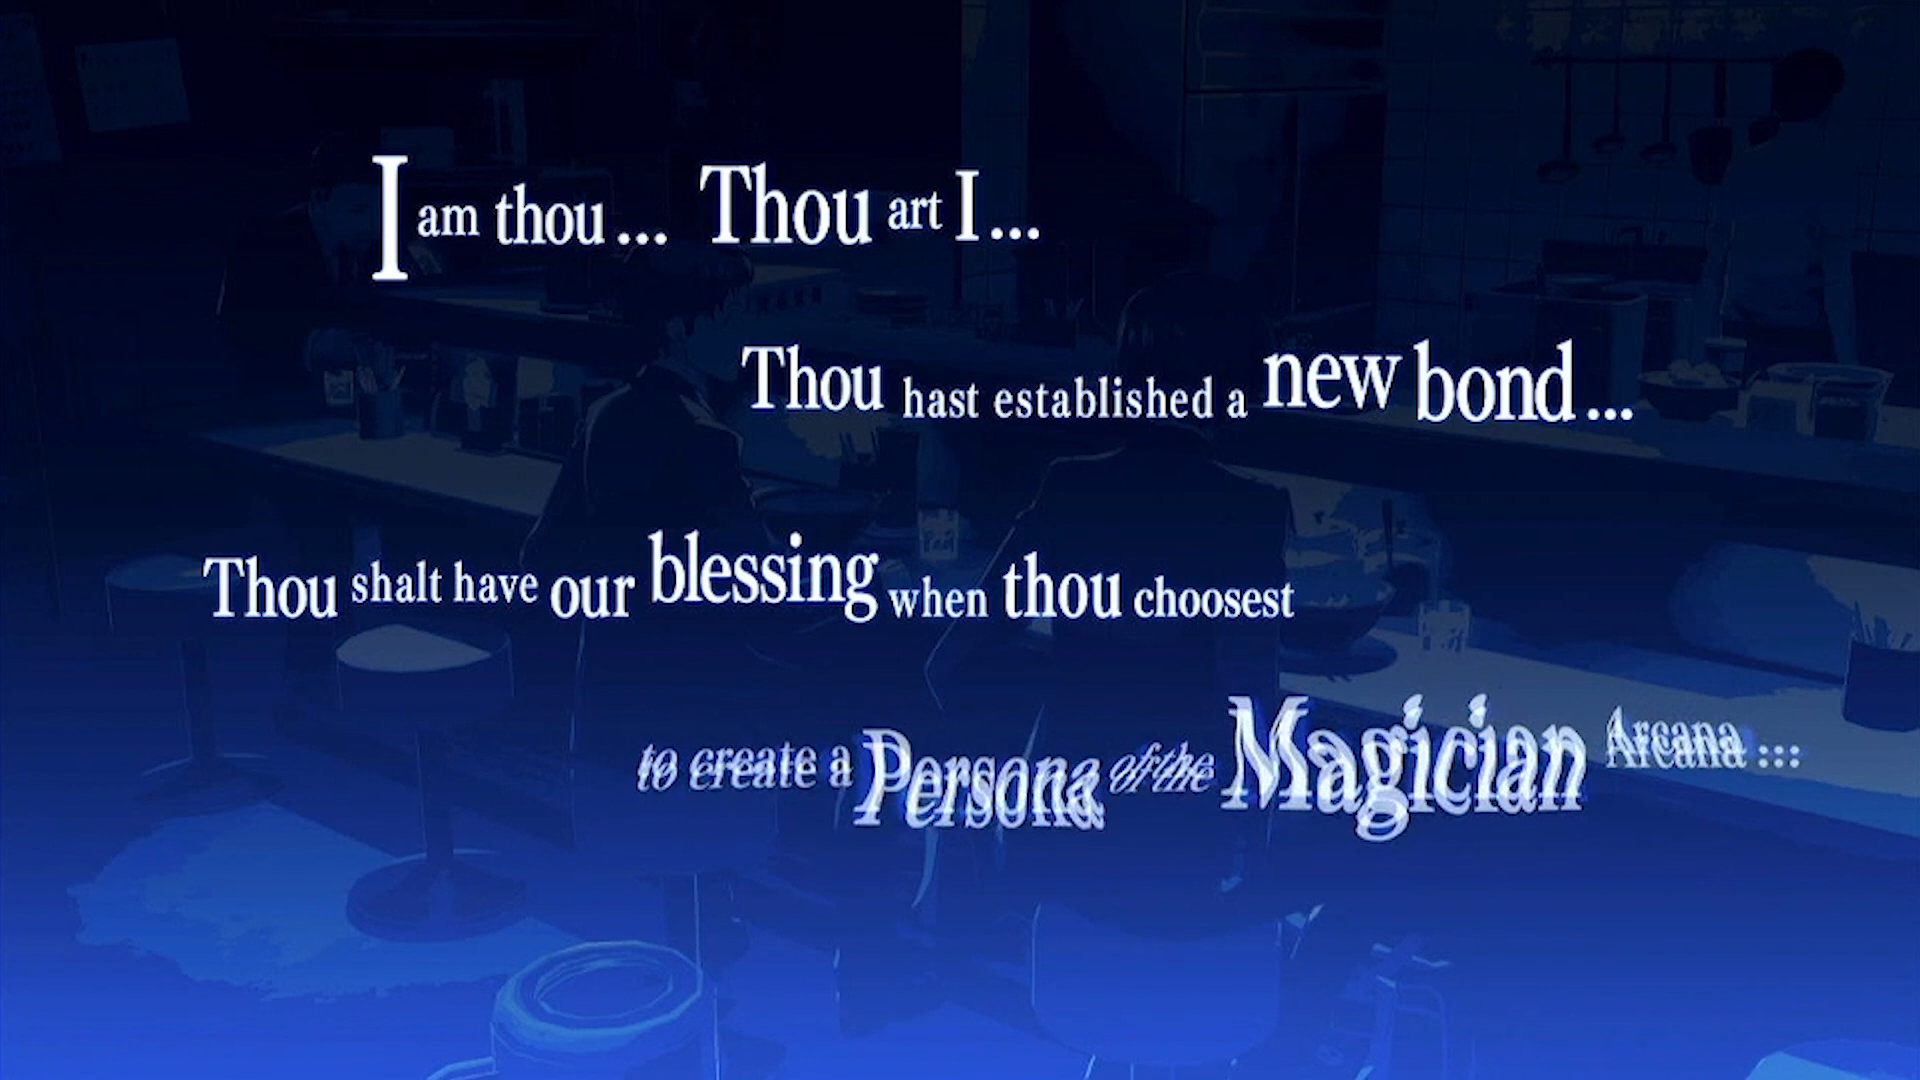 I am thou... Thou art I...
Thou hast established a new bond...
Thou shalt have our blessing when thou choosest
to create a Persona of the Magician Arcana...